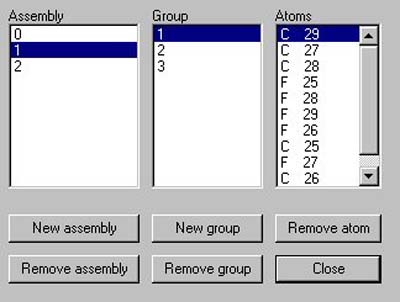 Assembly Group Atoms
0
1
2
1
2
3
C 29
C 27
C 28
F 25
F 28
F 29
F 26
C 25
F 27
C 26
New assembly New group Remove atom
Remove assembly Remove group Close